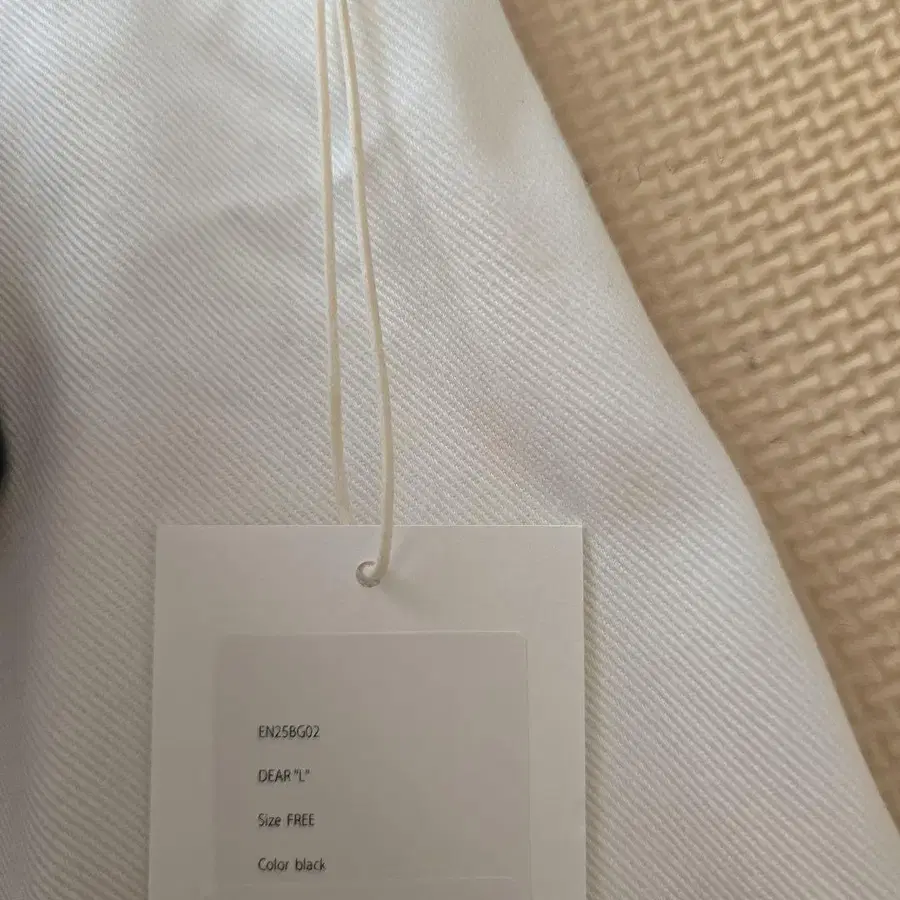 EN25BG02
DEAR "L"
Size FREE
Color black